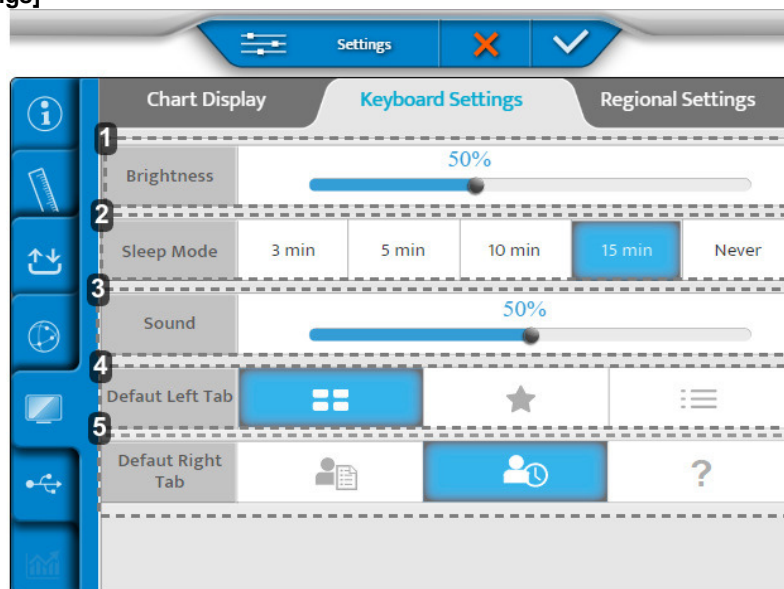 ngs]
Settings
Chart Display Keyboard Settings Regional Settings
1
50%
Brightness
2
Sleep Mode 3 min 5 min 10 min 15 min Never
3
50%
Sound
4
Defaut Left Tab
5
Defaut Right
Tab
?